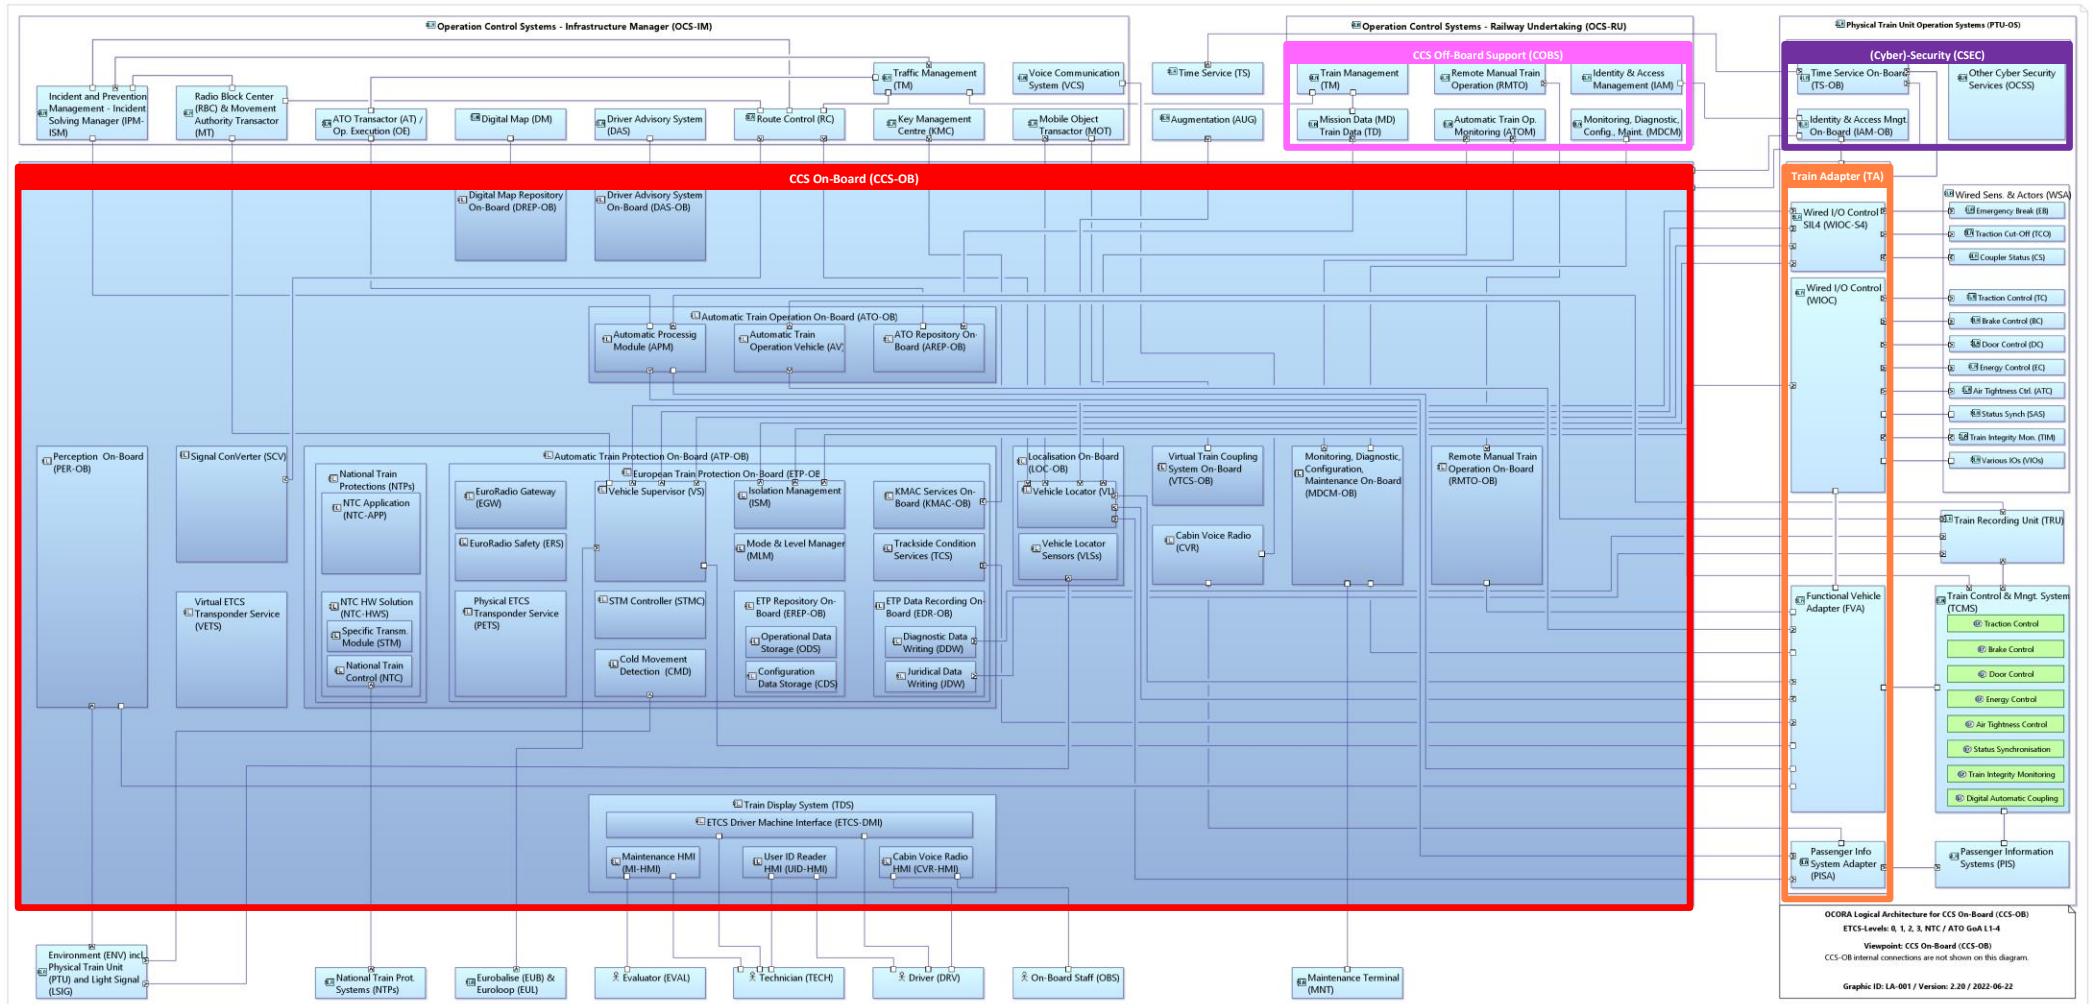 Operation Control Systems - Infrastructure Manager (OCS-IM)
Operation Control Systems - Railway Undertaking (OCS-RU)
Physical Train Unit Operation Systems (PTU-OS)
CCS Off-Board Support (COBS)
(Cyber)-Security (CSEC)
Incident and Prevention
Management - Incident
Solving Manager (IPM-
ISM)
Radio Block Center
(RBC) & Movement
Authority Transactor
(MT)
ATO Transactor (AT) /
Op. Execution (OE)
Digital Map (DM)
Driver Advisory System
(DAS)
Route Control (RC)
Traffic Management
(TM)
Key Management
Centre (KMC)
Voice Communication
System (VCS)
Mobile Object
Transactor (MOT)
Time Service (TS)
Augmentation (AUG)
Train Management
(TM)
Mission Data (MD)
Train Data (TD)
Remote Manual Train
Operation (RMTO)
Automatic Train Op.
Monitoring (ATOM)
Identity & Access
Management (IAM)
Monitoring, Diagnostic,
Config., Maint. (MDCM)
Time Service On-Board
(TS-OB)
Identity & Access Mngt.
On-Board (IAM-OB)
Other Cyber Security
Services (OCSS)
CCS On-Board (CCS-OB)
Train Adapter (TA)
Digital Map Repository
On-Board (DREP-OB)
Driver Advisory System
On-Board (DAS-OB)
Automatic Train Operation On-Board (ATO-OB)
Automatic Processig
Module (APM)
Automatic Train
Operation Vehicle (AV)
ATO Repository On-
Board (AREP-OB)
Perception On-Board
(PER-OB)
Signal ConVerter (SCV)
Virtual ETCS
Transponder Service
(VETS)
Automatic Train Protection On-Board (ATP-OB)
National Train
Protections (NTPs)
NTC Application
(NTC-APP)
NTC HW Solution
(NTC-HWS)
Specific Transm.
Module (STM)
National Train
Control (NTC)
European Train Protection On-Board (ETP-OB
EuroRadio Gateway
(EGW)
EuroRadio Safety (ERS)
Physical ETCS
Transponder Service
(PETS)
Vehicle Supervisor (VS)
STM Controller (STMC)
Cold Movement
Detection (CMD)
Isolation Management
(ISM)
Mode & Level Manager
(MLM)
ETP Repository On-
Board (EREP-OB)
Operational Data
Storage (ODS)
Configuration
Data Storage (CDS)
KMAC Services On-
Board (KMAC-OB)
Trackside Condition
Services (TCS)
ETP Data Recording On-
Board (EDR-OB)
Diagnostic Data
Writing (DDW)
Juridical Data
Writing (JDW)
Localisation On-Board
(LOC-OB)
Vehicle Locator (VL)
Vehicle Locator
Sensors (VLSs)
Virtual Train Coupling
System On-Board
(VTCS-OB)
Cabin Voice Radio
(CVR)
Monitoring, Diagnostic,
Configuration,
Maintenance On-Board
(MDCM-OB)
Remote Manual Train
Operation On-Board
(RMTO-OB)
Train Display System (TDS)
ETCS Driver Machine Interface (ETCS-DMI)
Maintenance HMI
(MI-HMI)
User ID Reader
HMI (UID-HMI)
Cabin Voice Radio
HMI (CVR-HMI)
Wired I/O Control
SIL4 (WIOC-S4)
Wired I/O Control
(WIOC)
Functional Vehicle
Adapter (FVA)
Passenger Info
System Adapter
(PISA)
Wired Sens. & Actors (WSA)
Emergency Break (EB)
Traction Cut-Off (TCO)
Coupler Status (CS)
Traction Control (TC)
Brake Control (BC)
Door Control (DC)
Energy Control (EC)
Air Tightness Ctrl. (ATC)
Status Synch (SAS)
Train Integrity Mon. (TIM)
Various IOs (VIOs)
Train Recording Unit (TRU)
Train Control & Mngt. System
(TCMS)
Traction Control
Brake Control
Door Control
Energy Control
Air Tightness Control
Status Synchronisation
Train Integrity Monitoring
Digital Automatic Coupling
Passenger Information
Systems (PIS)
Environment (ENV) incl.
Physical Train Unit
(PTU) and Light Signal
(LSIG)
National Train Prot.
Systems (NTPs)
Eurobalise (EUB) &
Euroloop (EUL)
Evaluator (EVAL)
Technician (TECH)
Driver (DRV)
On-Board Staff (OBS)
Maintenance Terminal
(MNT)
OCORA Logical Architecture for CCS On-Board (CCS-OB)
ETCS-Levels: 0, 1, 2, 3, NTC / ATO GoA L1-4
Viewpoint: CCS On-Board (CCS-OB)
CCS-OB internal connections are not shown on this diagram.
Graphic ID: LA-001 / Version: 2.20 / 2022-06-22